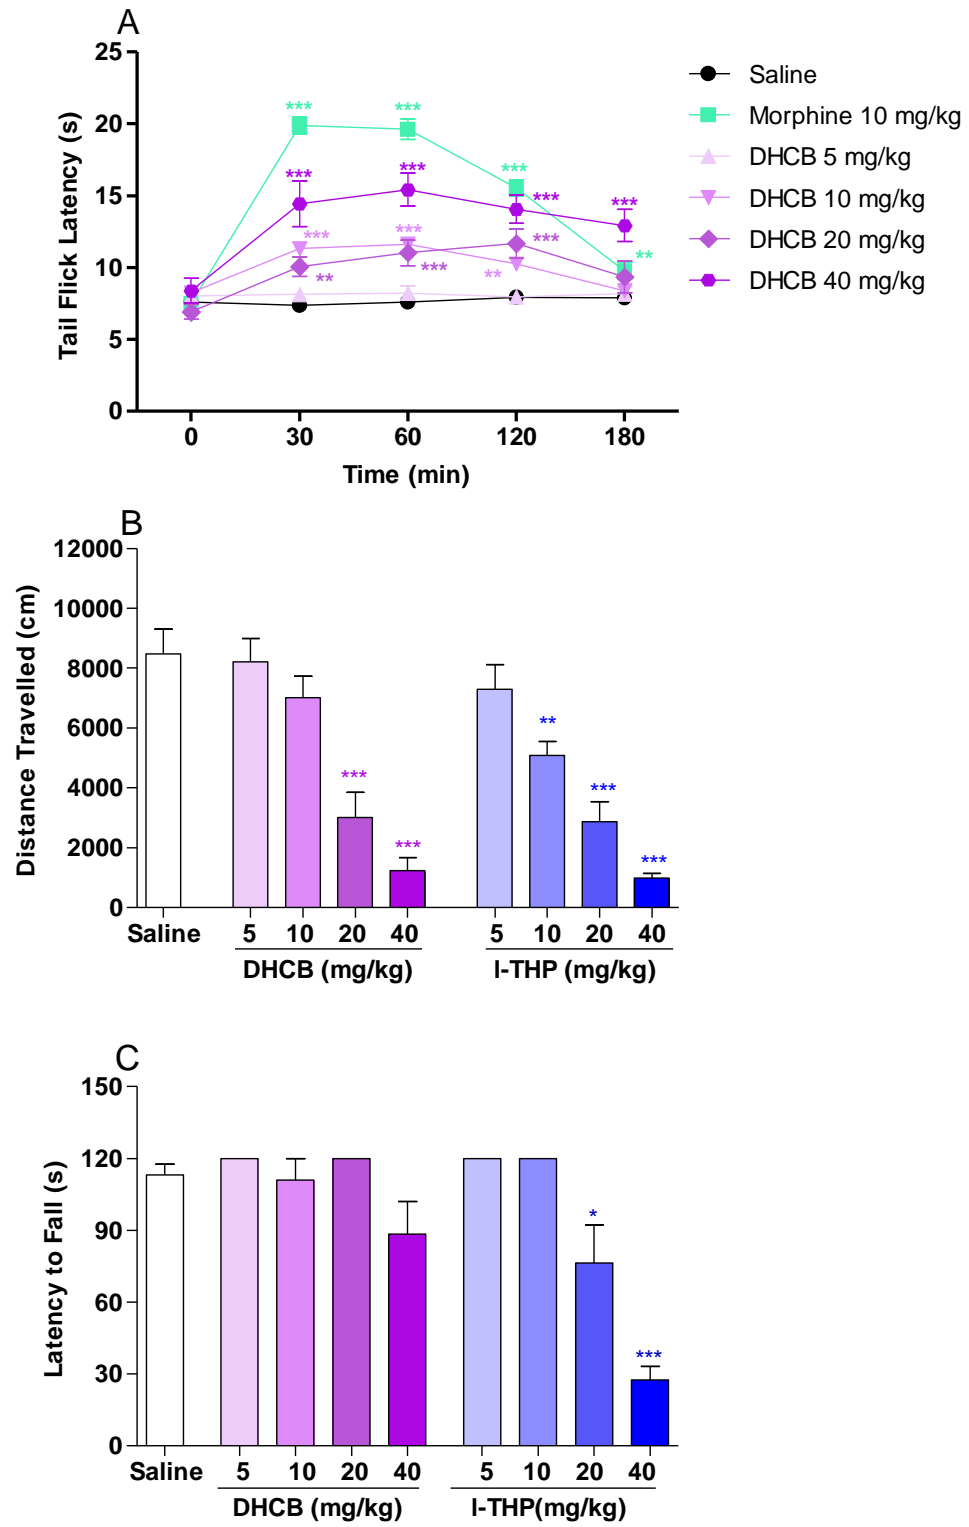 A
25
20
15
10
5
0
Tail Flick Latency (s)
*** *** *** *** *** *** *** *** *** ** *** ** *** **
0 30 60 120 180
Time (min)
Saline
Morphine 10 mg/kg
DHCB 5 mg/kg
DHCB 10 mg/kg
DHCB 20 mg/kg
DHCB 40 mg/kg
B
12000
10000
8000
6000
4000
2000
0
Distance Travelled (cm)
*** *** ** *** ***
Saline 5 10 20 40 5 10 20 40
DHCB (mg/kg) l-THP (mg/kg)
C
150
120
90
60
30
0
Latency to Fall (s)
* ***
Saline 5 10 20 40 5 10 20 40
DHCB (mg/kg) l-THP(mg/kg)